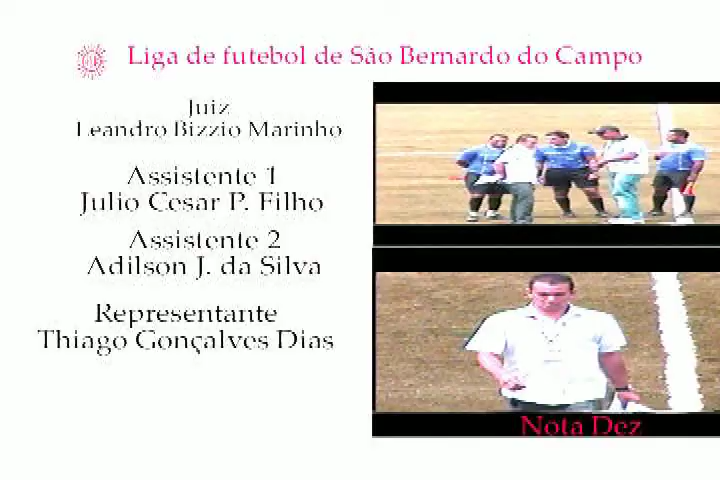 Liga de futebol de São Bernardo do Campo
Juiz
Leandro Bizzio Marinho
Assistente 1
Julio Cesar P. Filho
Assistente 2
Adilson J. da Silva
Representante
Thiago Gonçalves Dias
Nota Dez